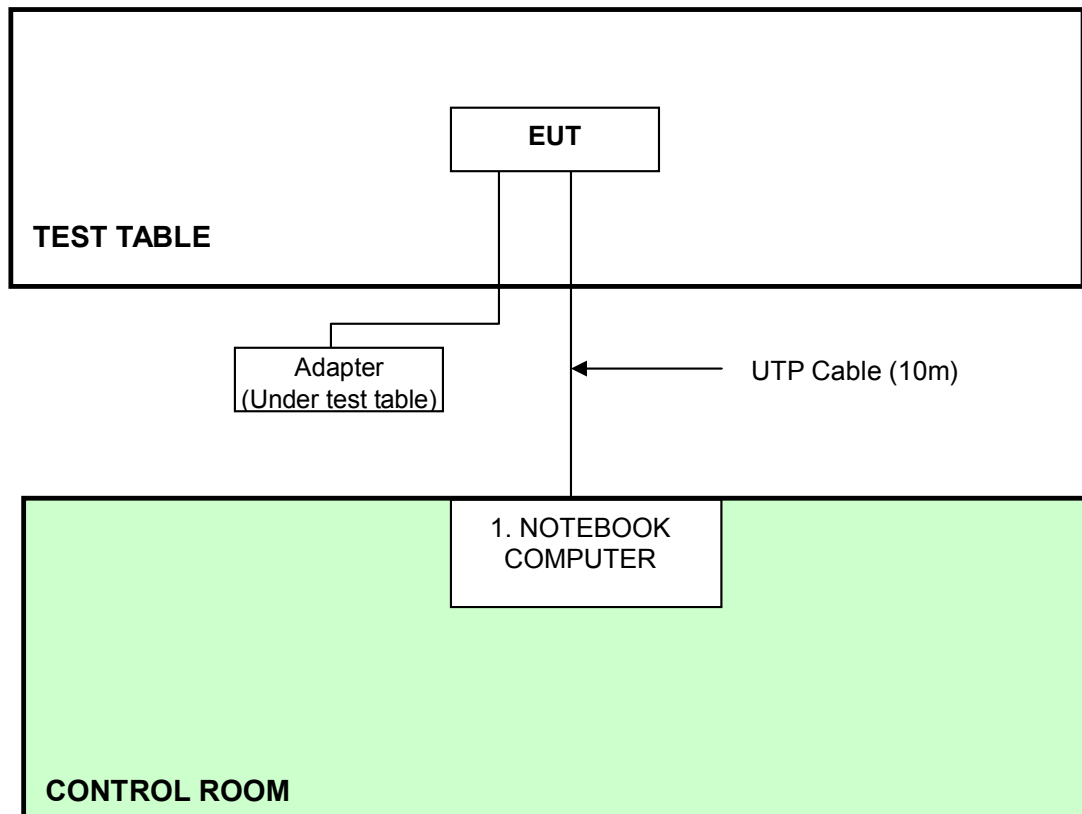 EUT
TEST TABLE
Adapter
(Under test table)
UTP Cable (10m)
1. NOTEBOOK
COMPUTER
CONTROL ROOM